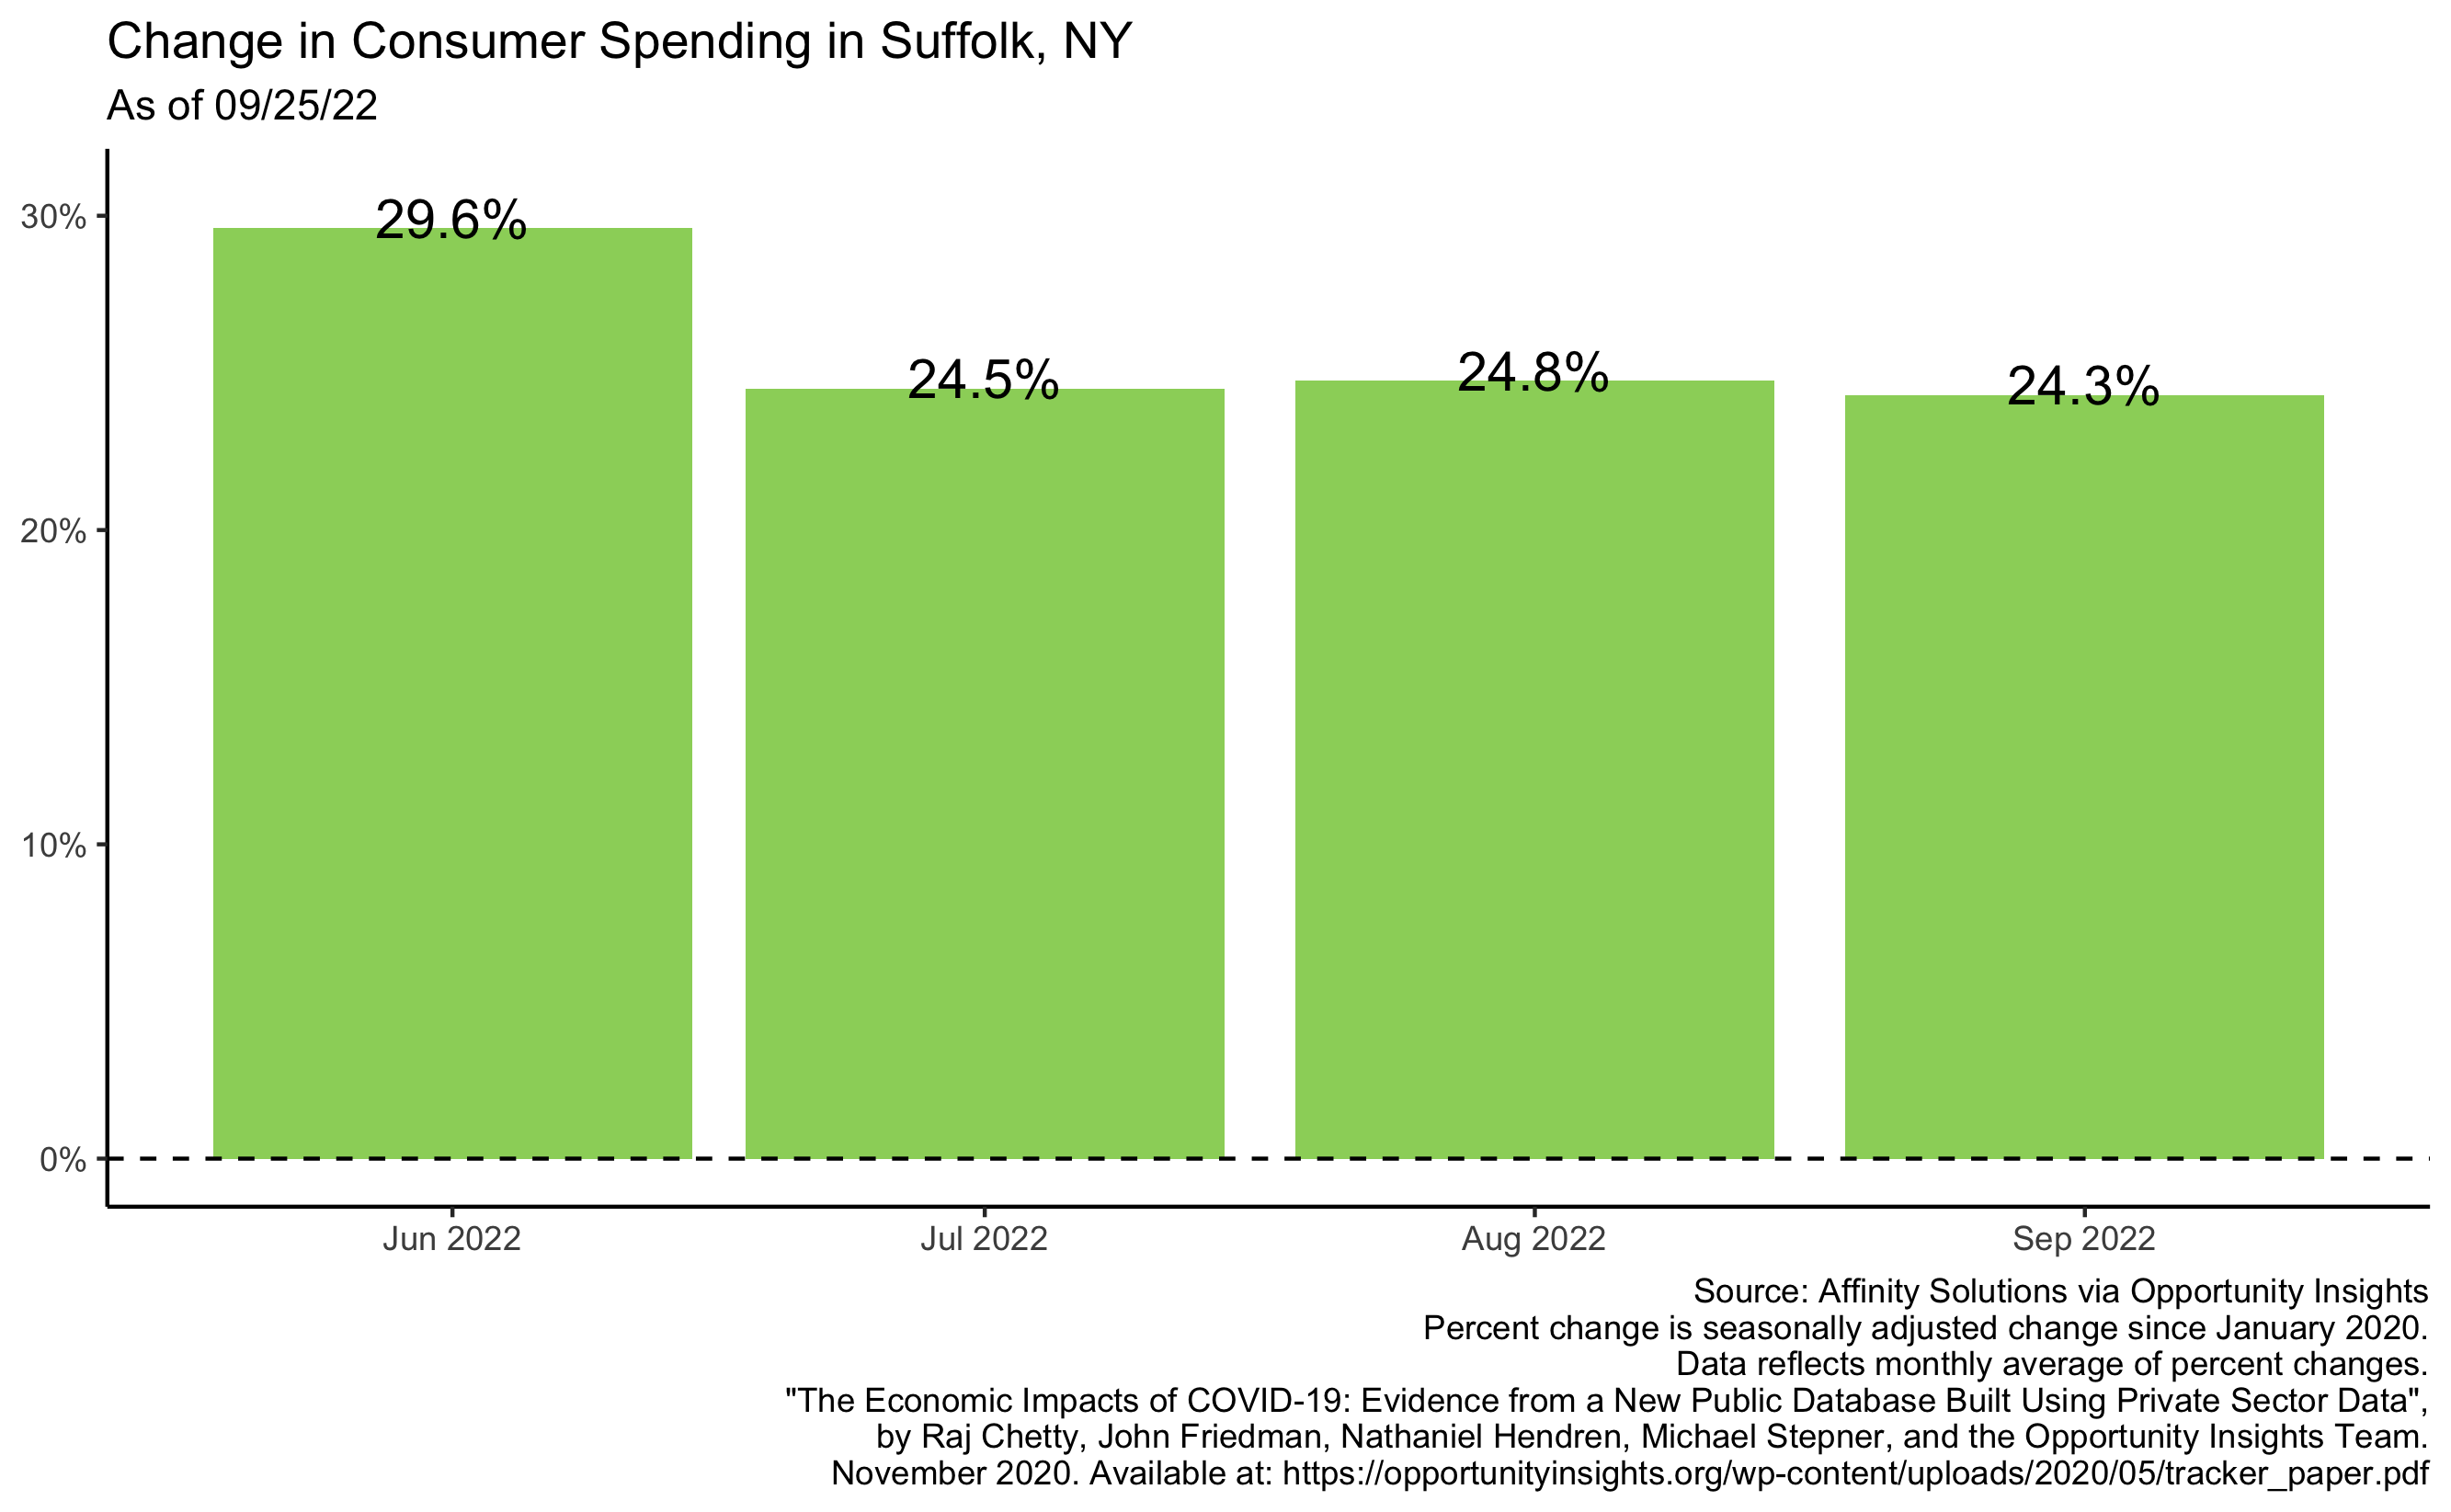 Change in Consumer Spending in Suffolk, NY
As of 09/25/22
30%
20%
10%
0%
29.6%
24.5%
24.8%
24.3%
Jun 2022
Jul 2022
Aug 2022
Sep 2022
Source: Affinity Solutions via Opportunity Insights
Percent change is seasonally adjusted change since January 2020.
Data reflects monthly average of percent changes.
"The Economic Impacts of COVID-19: Evidence from a New Public Database Built Using Private Sector Data",
by Raj Chetty, John Friedman, Nathaniel Hendren, Michael Stepner, and the Opportunity Insights Team.
November 2020. Available at: https://opportunityinsights.org/wp-content/uploads/2020/05/tracker_paper.pdf